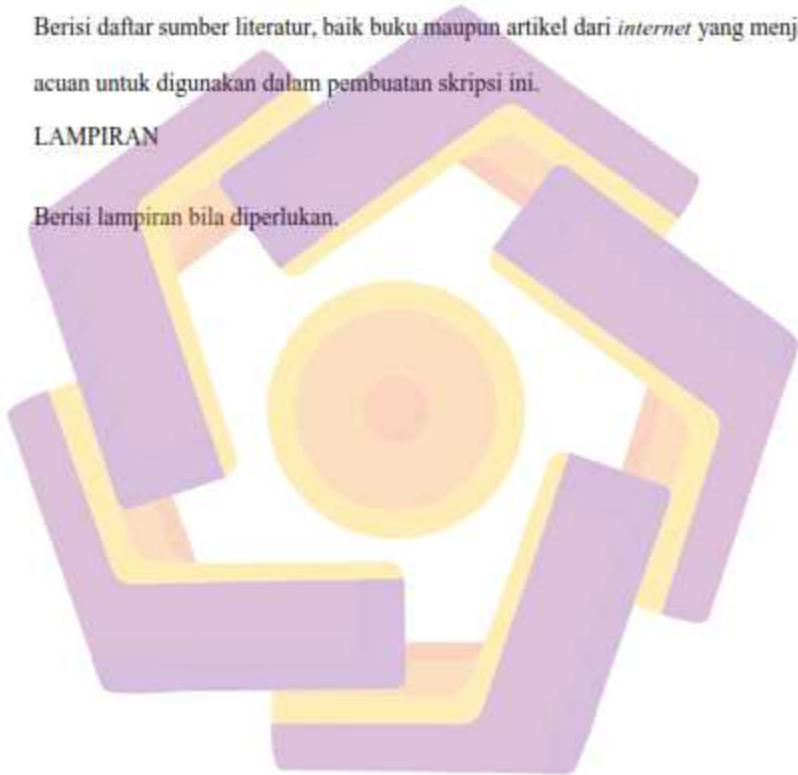 Berisi daftar sumber literatur, baik buku maupun artikel dari internet yang menj
acuan untuk digunakan dalam pembuatan skripsi ini.
LAMPIRAN
Berisi lampiran bila diperlukan.